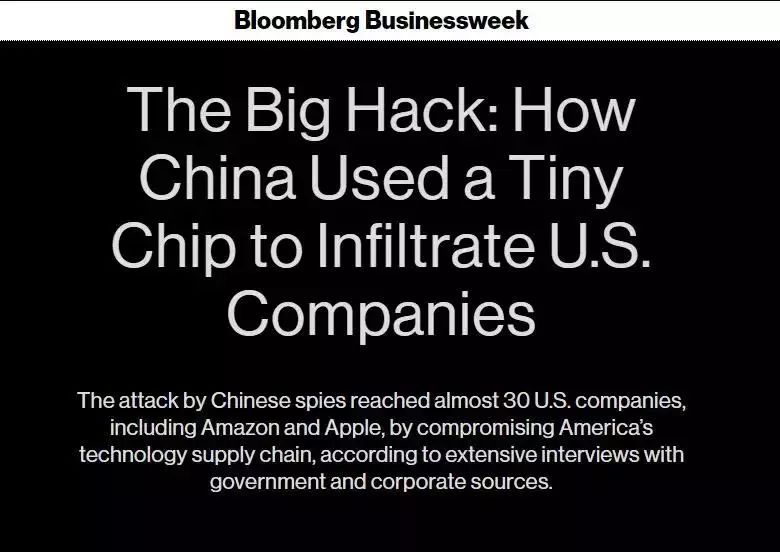 Bloomberg Businessweek
The Big Hack: How
China Used a Tiny
Chip to Infiltrate U.S.
Companies
The attack by Chinese spies reached almost 30 U.S. companies,
including Amazon and Apple, by compromising America’s
technology supply chain, according to extensive interviews with
government and corporate sources.